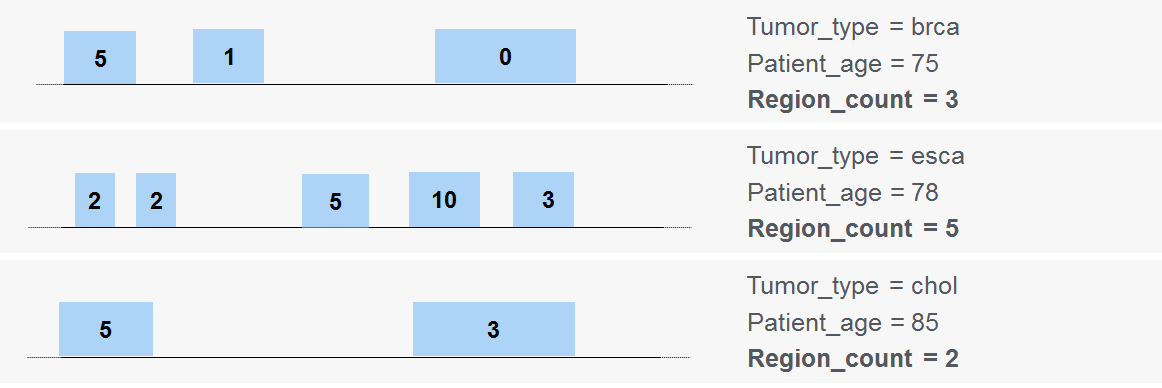 5 1 0
Tumor_type = brca
Patient_age = 75
Region_count = 3
2 2 5 10 3
Tumor_type = esca
Patient_age = 78
Region_count = 5
5 3
Tumor_type = chol
Patient_age = 85
Region_count = 2